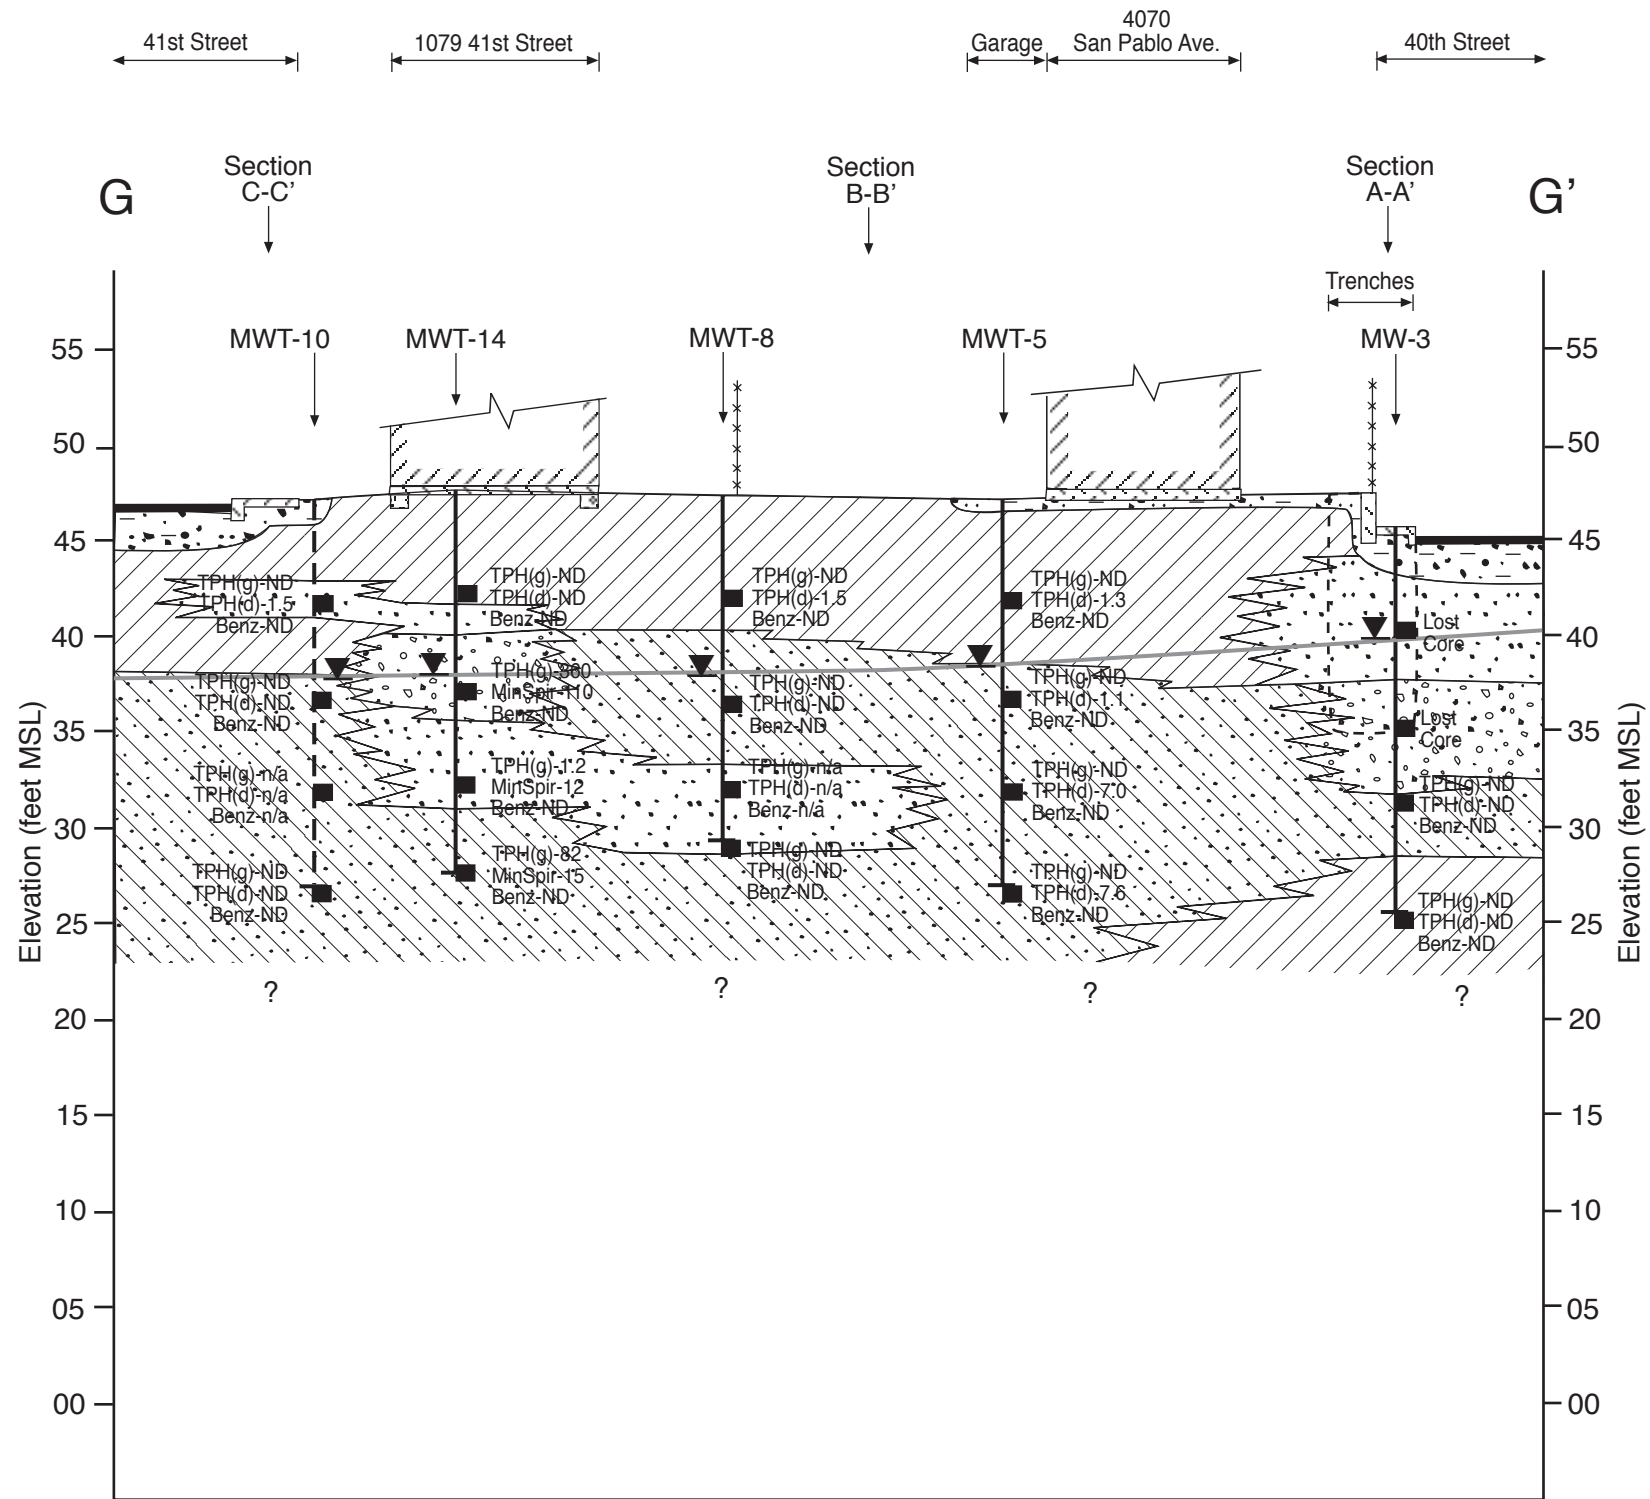 41st Street
1079 41st Street
Garage
4070
San Pablo Ave.
40th Street
G
Section
C-C’
Section
B-B’
Section
A-A’
G’
Trenches
MWT-10
MWT-14
MWT-8
MWT-5
MW-3
55
50
45
40
35
30
25
20
15
10
05
00
Elevation (feet MSL)
TPH(g)-ND
TPH(d)-1.5
Benz-ND
TPH(g)-ND
TPH(d)-ND
Benz-ND
TPH(g)-n/a
TPH(d)-n/a
Benz-n/a
TPH(g)-ND
TPH(d)-ND
Benz-ND
TPH(g)-ND
TPH(d)-ND
Benz-ND
TPH(g)-360
MinSpir-110
Benz-ND
TPH(g)-1.2
MinSpir-12
Benz-ND
TPH(g)-82
MinSpir-15
Benz-ND
TPH(g)-ND
TPH(d)-1.5
Benz-ND
TPH(g)-ND
TPH(d)-ND
Benz-ND
TPH(g)-n/a
TPH(d)-n/a
Benz-n/a
TPH(g)-ND
TPH(d)-ND
Benz-ND
TPH(g)-ND
TPH(d)-1.3
Benz-ND
TPH(g)-ND
TPH(d)-1.1
Benz-ND
TPH(g)-ND
TPH(d)-7.0
Benz-ND
TPH(g)-ND
TPH(d)-7.6
Benz-ND
Lost
Core
Lost
Core
TPH(g)-ND
TPH(d)-ND
Benz-ND
TPH(g)-ND
TPH(d)-ND
Benz-ND
?
?
?
?
55
50
45
40
35
30
25
20
15
10
05
00
Elevation (feet MSL)